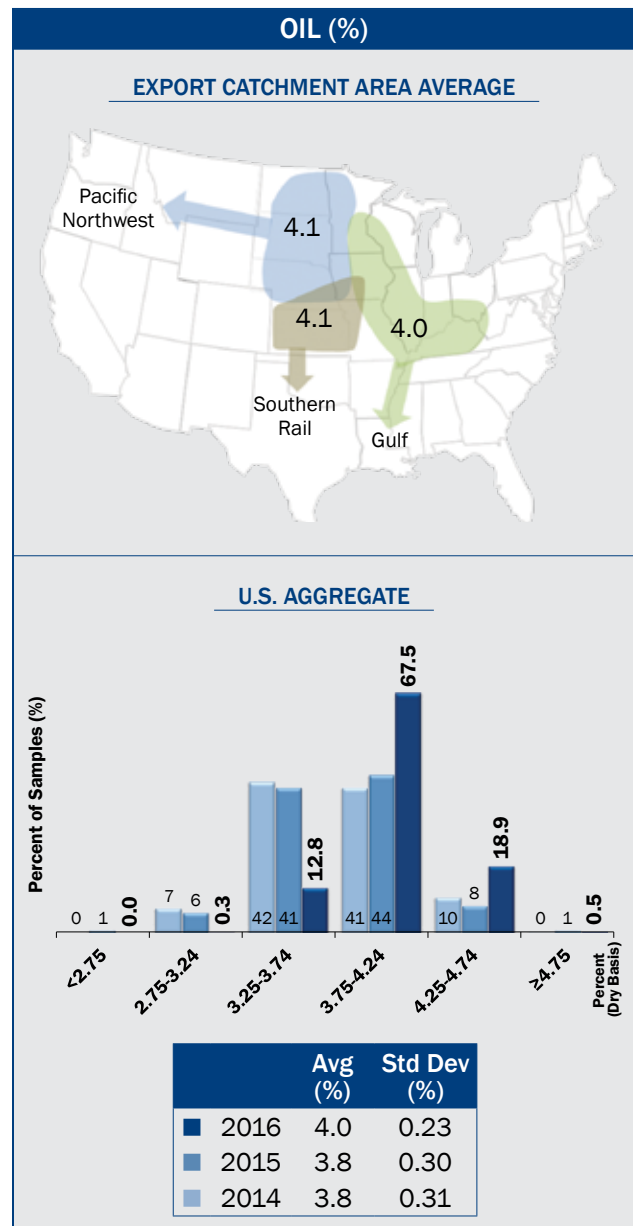 OIL (%)
EXPORT CATCHMENT AREA AVERAGE
Pacific
Northwest
4.1
4.1
4.0
Southern
Rail
Gulf
U.S. AGGREGATE
Percent of Samples (%)
0 1 0.0
7 6 0.3
42 41 12.8
41 44 67.5
10 8 18.9
0 1 0.5
<2.75 2.75-3.24 3.25-3.74 3.75-4.24 4.25-4.74 ≥4.75
Percent
(Dry Basis)
Avg Std Dev
(%) (%)
2016 4.0 0.23
2015 3.8 0.30
2014 3.8 0.31